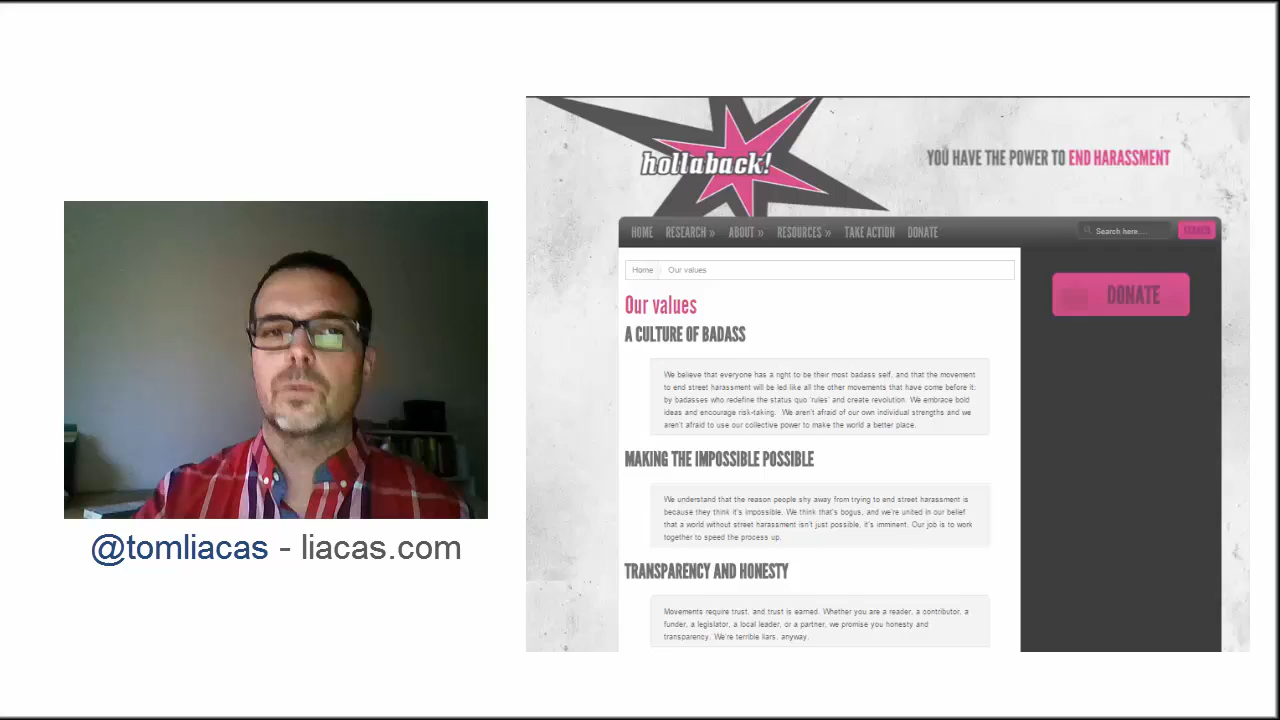 hollaback!
YOU HAVE THE POWER TO END HARASSMENT
HOME RESEARCH » ABOUT » RESOURCES » TAKE ACTION DONATE
Search here....
SEARCH
Home Our values
DONATE
Our values
A CULTURE OF BADASS
We believe that everyone has a right to be their most badass self, and that the movement
to end street harassment will be led like all the other movements that have come before it:
by badasses who redefine the status quo 'rules' and create revolution. We embrace bold
ideas and encourage risk-taking. We aren't afraid of our own individual strengths and we
aren't afraid to use our collective power to make the world a better place.
MAKING THE IMPOSSIBLE POSSIBLE
We understand that the reason people shy away from trying to end street harassment is
because they think it's impossible. We think that's bogus, and we're united in our belief
that a world without street harassment isn't just possible, it's imminent. Our job is to work
together to speed the process up.
TRANSPARENCY AND HONESTY
Movements require trust, and trust is earned. Whether you are a reader, a contributor, a
funder, a legislator, a local leader, or a partner, we promise you honesty and
transparency. We're terrible liars, anyway.
@tomliacas - liacas.com